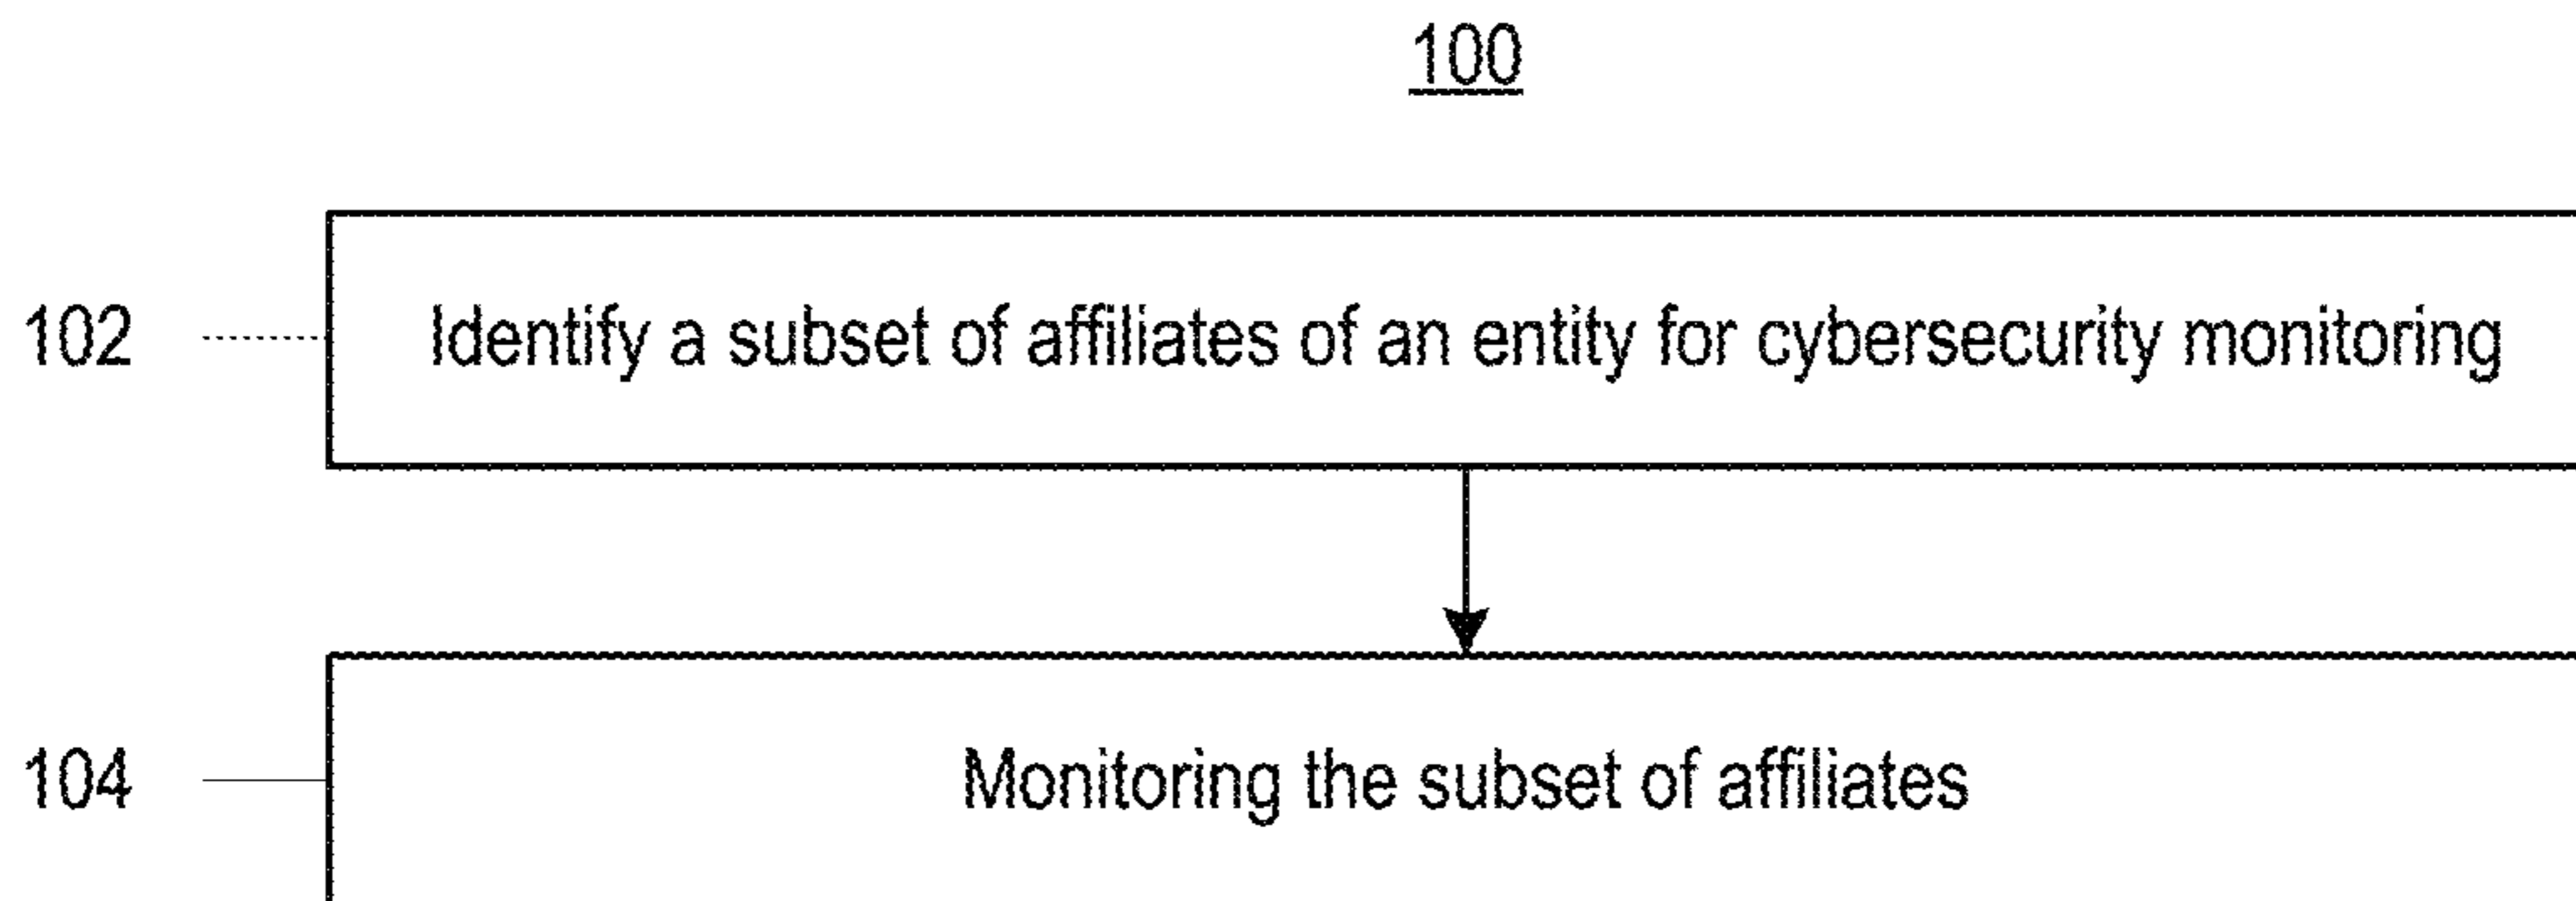 100
102 Identify a subset of affiliates of an entity for cybersecurity monitoring
104 Monitoring the subset of affiliates